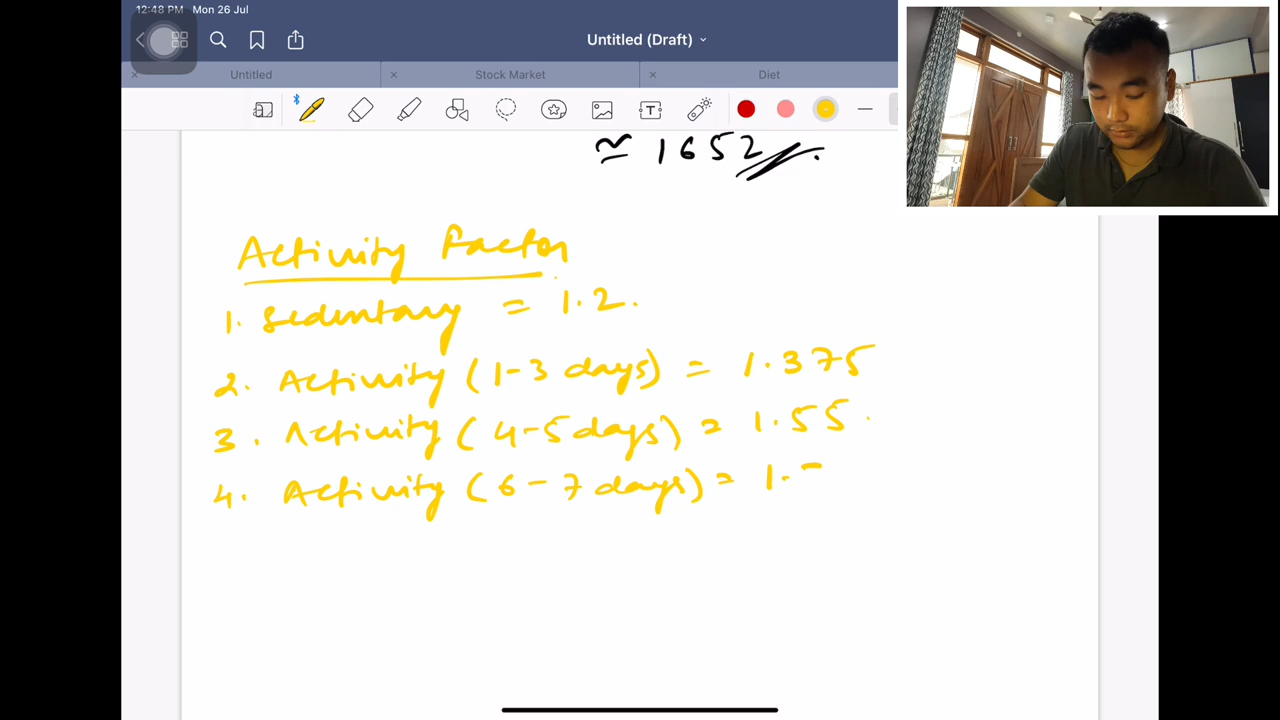 12:48 PM Mon 26 Jul
Untitled (Draft)
Untitled
Stock Market
Diet
≅ 1652
Activity Factor
1. Sedentary = 1.2.
2. Activity (1-3 days) = 1.375
3. Activity (4-5 days) = 1.55.
4. Activity (6-7 days) = 1.